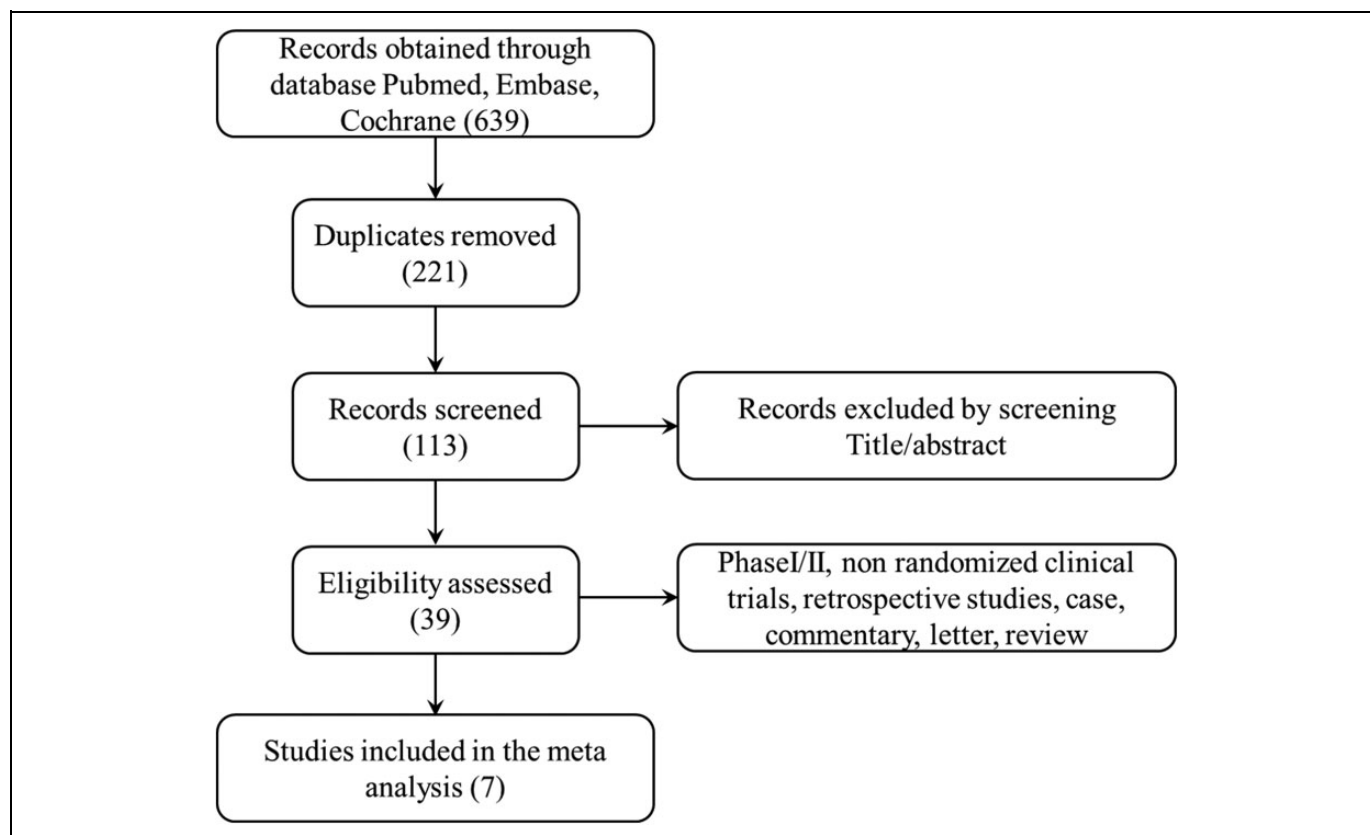 Records obtained through
database Pubmed, Embase,
Cochrane (639)
Duplicates removed
(221)
Records screened
(113)
Records excluded by screening
Title/abstract
Eligibility assessed
(39)
PhaseI/II, non randomized clinical
trials, retrospective studies, case,
commentary, letter, review
Studies included in the meta
analysis (7)